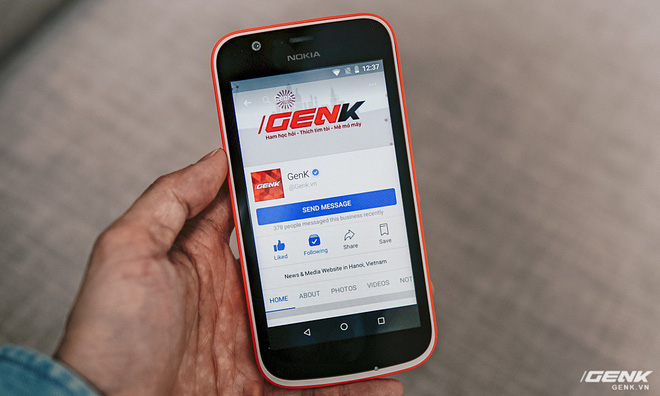 NOKIA
12:37
/GENK
Ham học hỏi - Thích tìm tòi - Mê mò máy
GENK
GenK
@Genk.vn
SEND MESSAGE
378 people messaged this business recently
Liked
Following
Share
Save
News & Media Website in Hanoi, Vietnam
HOME ABOUT PHOTOS VIDEOS NOT
/GENK
GENK.VN